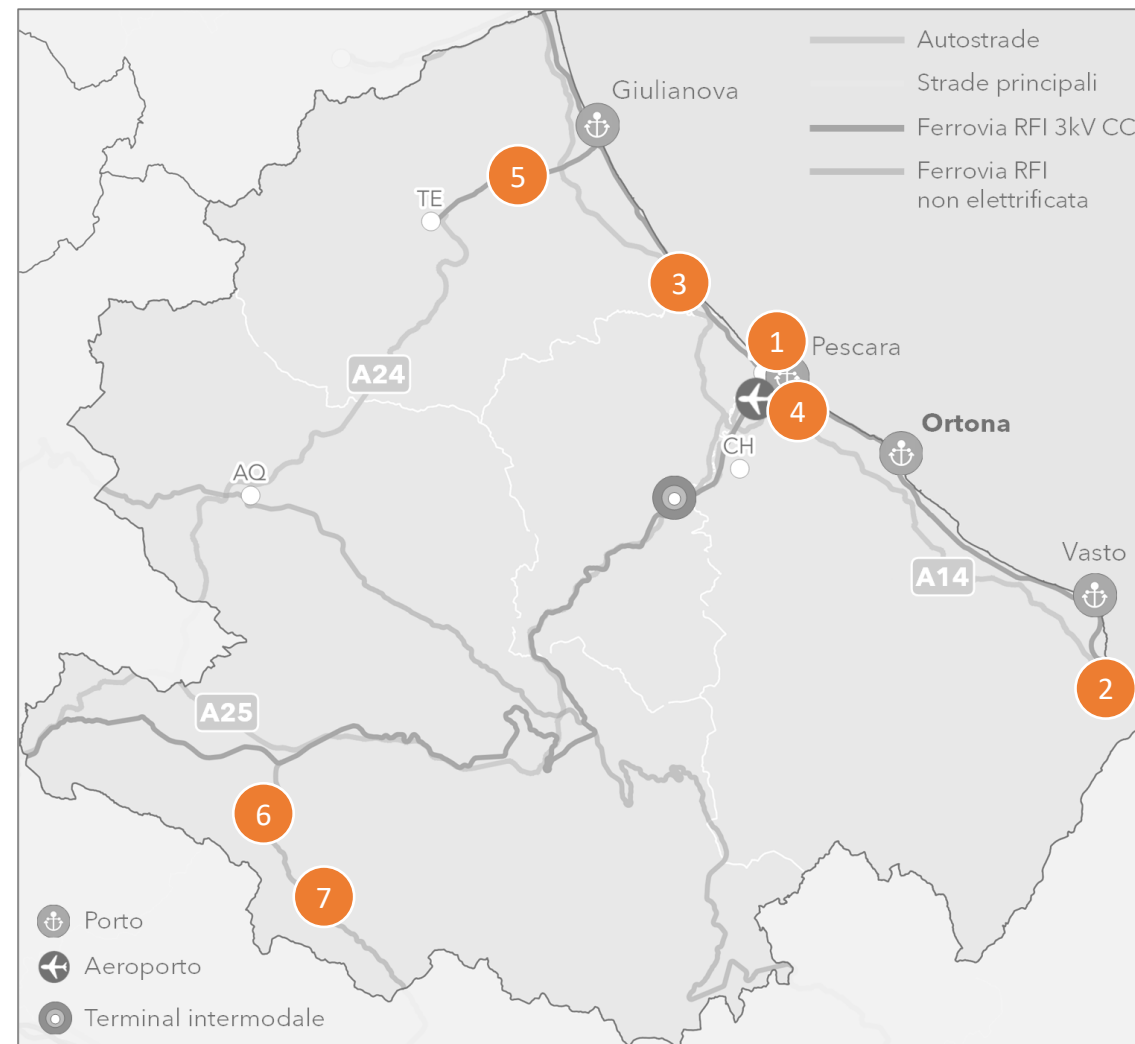 Autostrade
Strade principali
Ferrovia RFI 3kV CC
Ferrovia RFI
non elettrificata
Giulianova
5
TE
3
1
Pescara
A24
4
Ortona
CH
AQ
Vasto
A14
2
A25
6
7
Porto
Aeroporto
Terminal intermodale